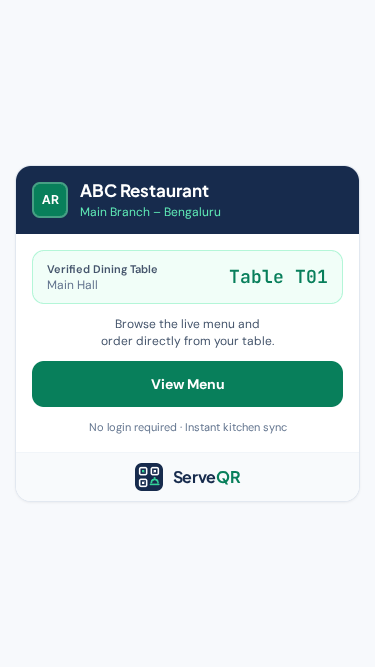 AR
ABC Restaurant
Main Branch – Bengaluru
Verified Dining Table
Main Hall
Table T01
Browse the live menu and
order directly from your table.
View Menu
No login required · Instant kitchen sync
ServeQR